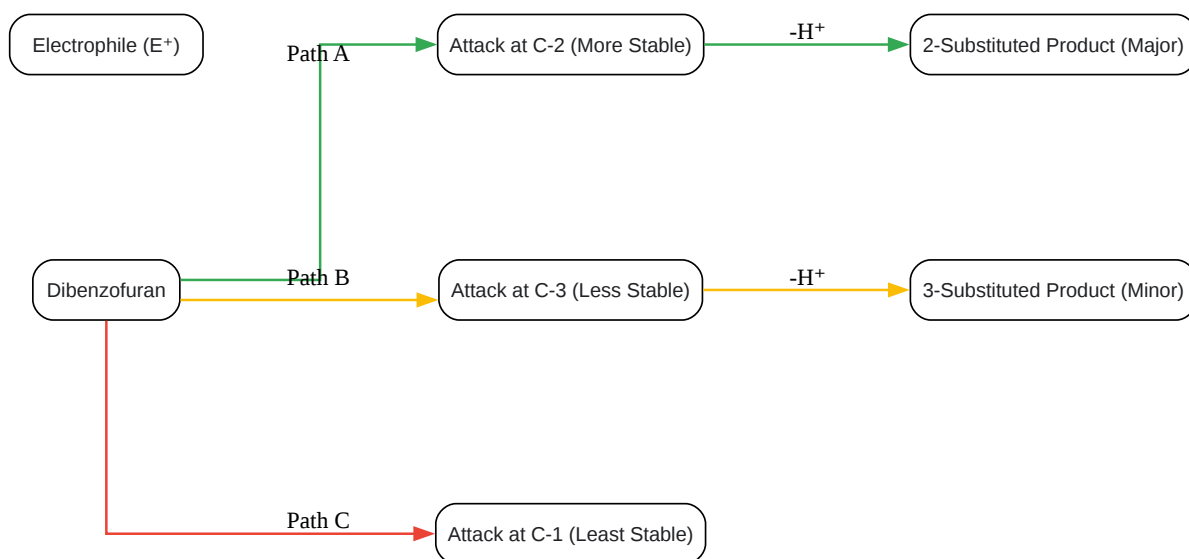 Electrophile (E⁺)
Path A
Attack at C-2 (More Stable)
-H⁺
2-Substituted Product (Major)
Dibenzofuran
Path B
Attack at C-3 (Less Stable)
-H⁺
3-Substituted Product (Minor)
Path C
Attack at C-1 (Least Stable)